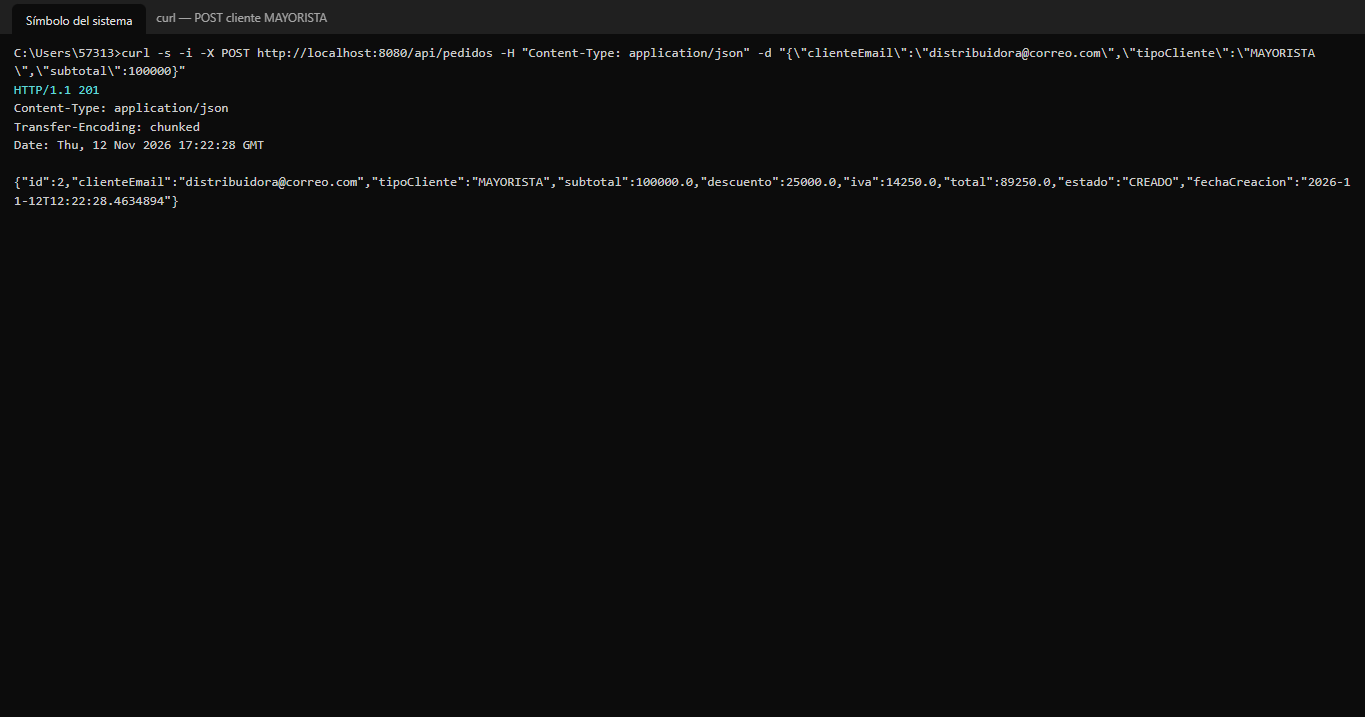 Símbolo del sistema
curl — POST cliente MAYORISTA
C:\Users\57313>curl -s -i -X POST http://localhost:8080/api/pedidos -H "Content-Type: application/json" -d "{\"clienteEmail\":\"distribuidora@correo.com\",\"tipoCliente\":\"MAYORISTA
\",\"subtotal\":100000}"
HTTP/1.1 201
Content-Type: application/json
Transfer-Encoding: chunked
Date: Thu, 12 Nov 2026 17:22:28 GMT
{"id":2,"clienteEmail":"distribuidora@correo.com","tipoCliente":"MAYORISTA","subtotal":100000.0,"descuento":25000.0,"iva":14250.0,"total":89250.0,"estado":"CREADO","fechaCreacion":"2026-1
1-12T12:22:28.4634894"}